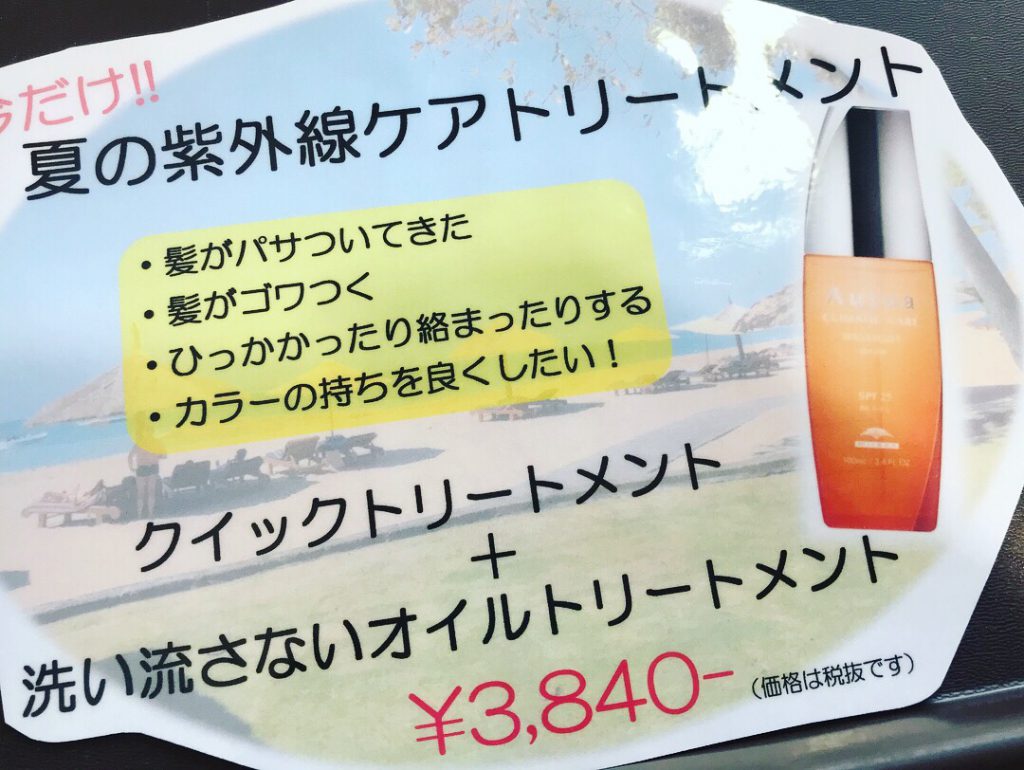 今だけ!!
夏の紫外線ケアトリートメント
・髪がパサついてきた
・髪がゴワつく
・ひっかかったり絡まったりする
・カラーの持ちを良くしたい！
クイックトリートメント
＋
洗い流さないオイルトリートメント
¥3,840-
（価格は税抜です）
SPF 25